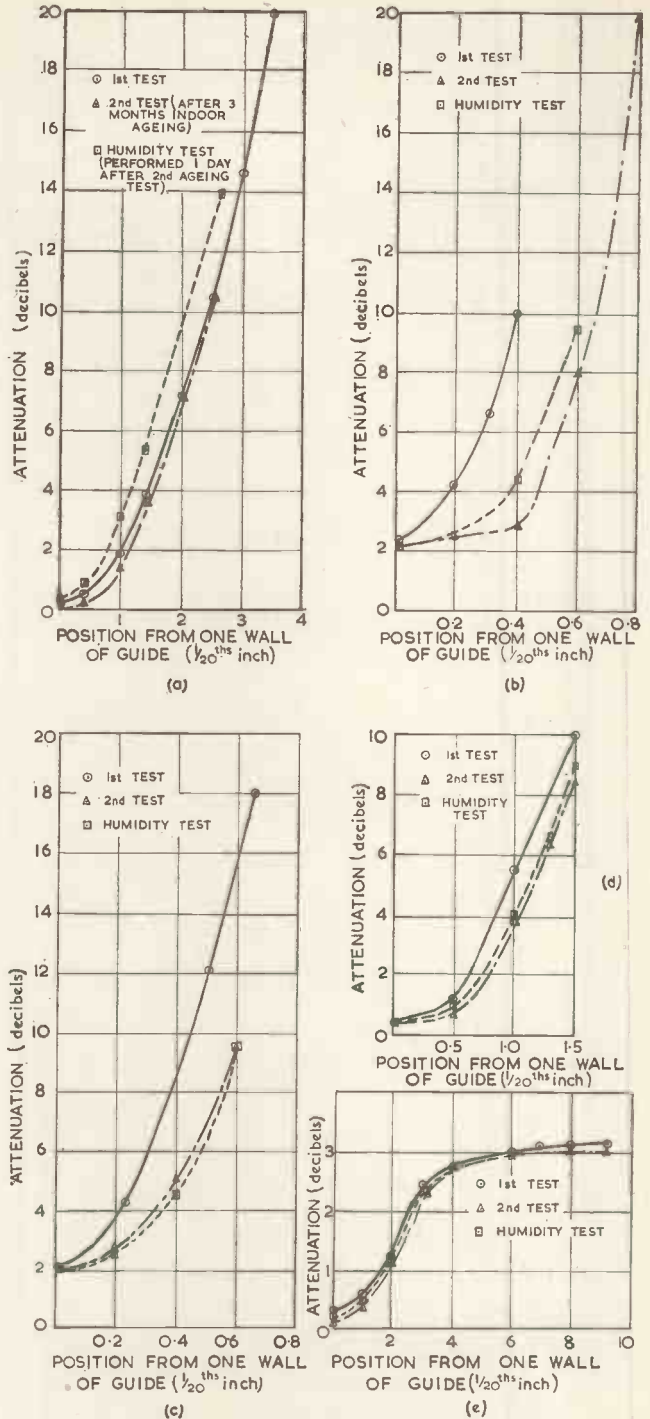 20
18
16
14
12
10
8
6
4
2
0
ATTENUATION (decibels)
1st TEST
2nd TEST (AFTER 3
MONTHS INDOOR
AGEING)
HUMIDITY TEST
(PERFORMED 1 DAY
AFTER 2nd AGEING
TEST)
1 2 3 4
POSITION FROM ONE WALL
OF GUIDE (1/20ths inch)
(a)
20
18
16
14
12
10
8
6
4
2
0
ATTENUATION (decibels)
1st TEST
2nd TEST
HUMIDITY TEST
0·2 0·4 0·6 0·8
POSITION FROM ONE WALL
OF GUIDE (1/20ths inch)
(b)
20
18
16
14
12
10
8
6
4
2
0
ATTENUATION (decibels)
1st TEST
2nd TEST
HUMIDITY TEST
0·2 0·4 0·6 0·8
POSITION FROM ONE WALL
OF GUIDE (1/20ths inch)
(c)
10
8
6
4
2
0
ATTENUATION (decibels)
1st TEST
2nd TEST
HUMIDITY
TEST
(d)
0·5 1·0 1·5
POSITION FROM ONE WALL
OF GUIDE (1/20ths inch)
3
2
1
0
ATTENUATION (decibels)
1st TEST
2nd TEST
HUMIDITY TEST
2 4 6 8 10
POSITION FROM ONE WALL
OF GUIDE (1/20ths inch)
(e)